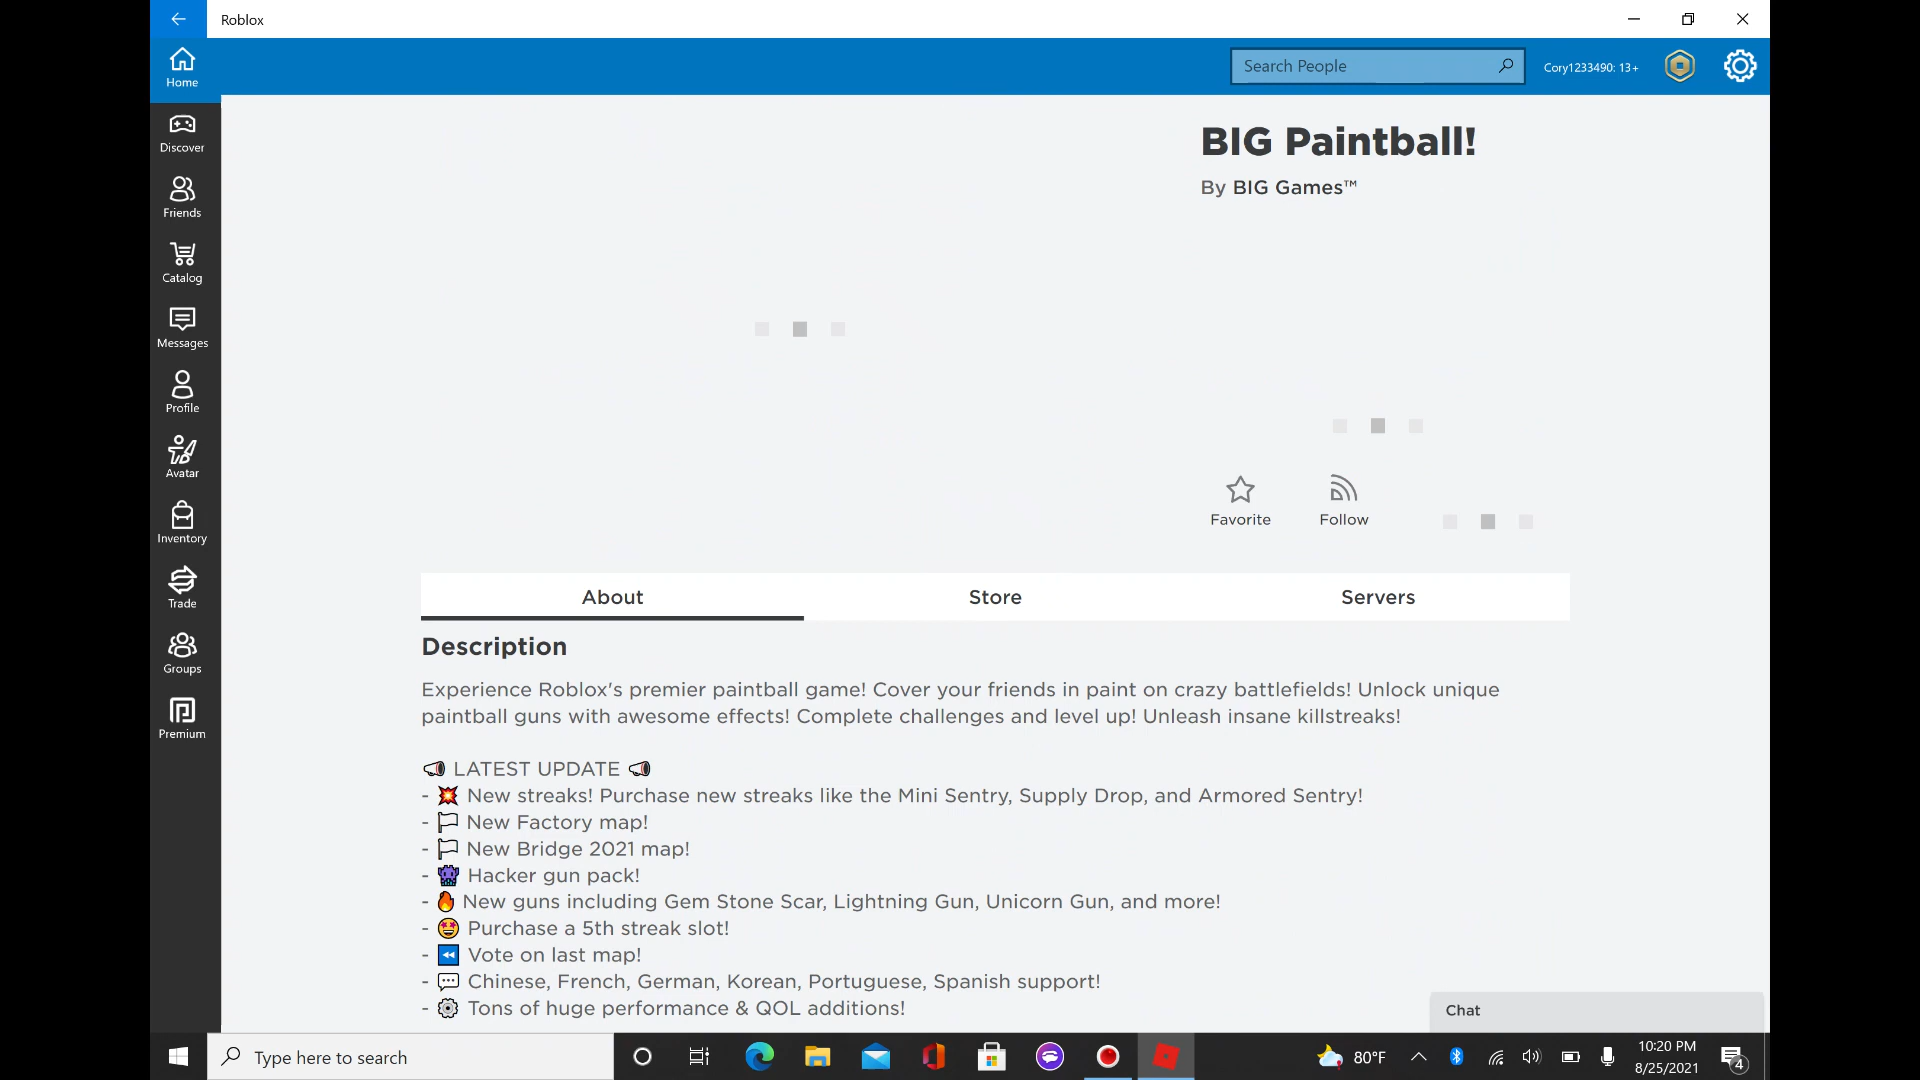 Roblox
Search People
Cory1233490: 13+
Home
Discover
Friends
Catalog
Messages
Profile
Avatar
Inventory
Trade
Groups
Premium
BIG Paintball!
By BIG Games™
Favorite
Follow
About
Store
Servers
Description
Experience Roblox's premier paintball game! Cover your friends in paint on crazy battlefields! Unlock unique
paintball guns with awesome effects! Complete challenges and level up! Unleash insane killstreaks!
📣 LATEST UPDATE 📣
- 💥 New streaks! Purchase new streaks like the Mini Sentry, Supply Drop, and Armored Sentry!
- 🏳 New Factory map!
- 🏳 New Bridge 2021 map!
- 👾 Hacker gun pack!
- 🔥 New guns including Gem Stone Scar, Lightning Gun, Unicorn Gun, and more!
- 🤩 Purchase a 5th streak slot!
- ⏪ Vote on last map!
- 💬 Chinese, French, German, Korean, Portuguese, Spanish support!
- ⚙ Tons of huge performance & QOL additions!
Chat
Type here to search
80°F
10:20 PM
8/25/2021
4